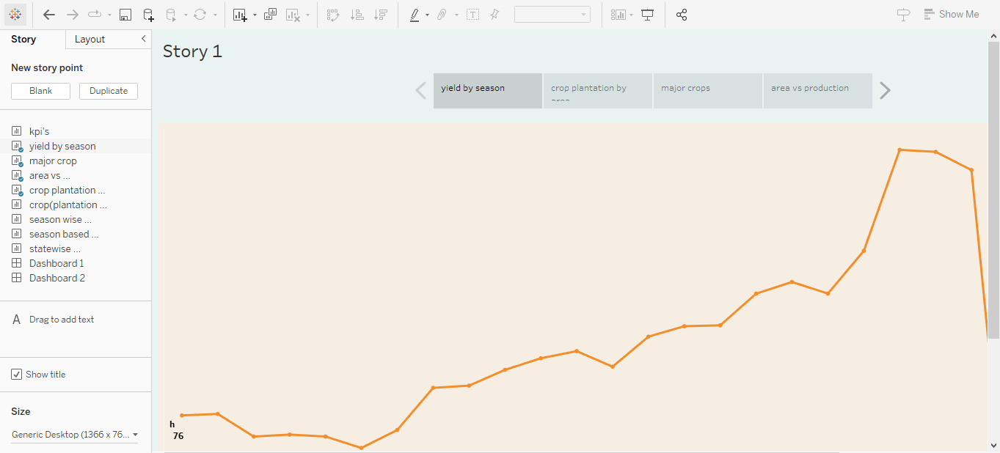 Show Me
Story
Layout
New story point
Blank
Duplicate
kpi's
yield by season
major crop
area vs ...
crop plantation ...
crop(plantation ...
season wise ...
season based ...
statewise ...
Dashboard 1
Dashboard 2
A Drag to add text
Show title
Size
Generic Desktop (1366 x 76...
Story 1
yield by season
crop plantation by
area
major crops
area vs production
h
76